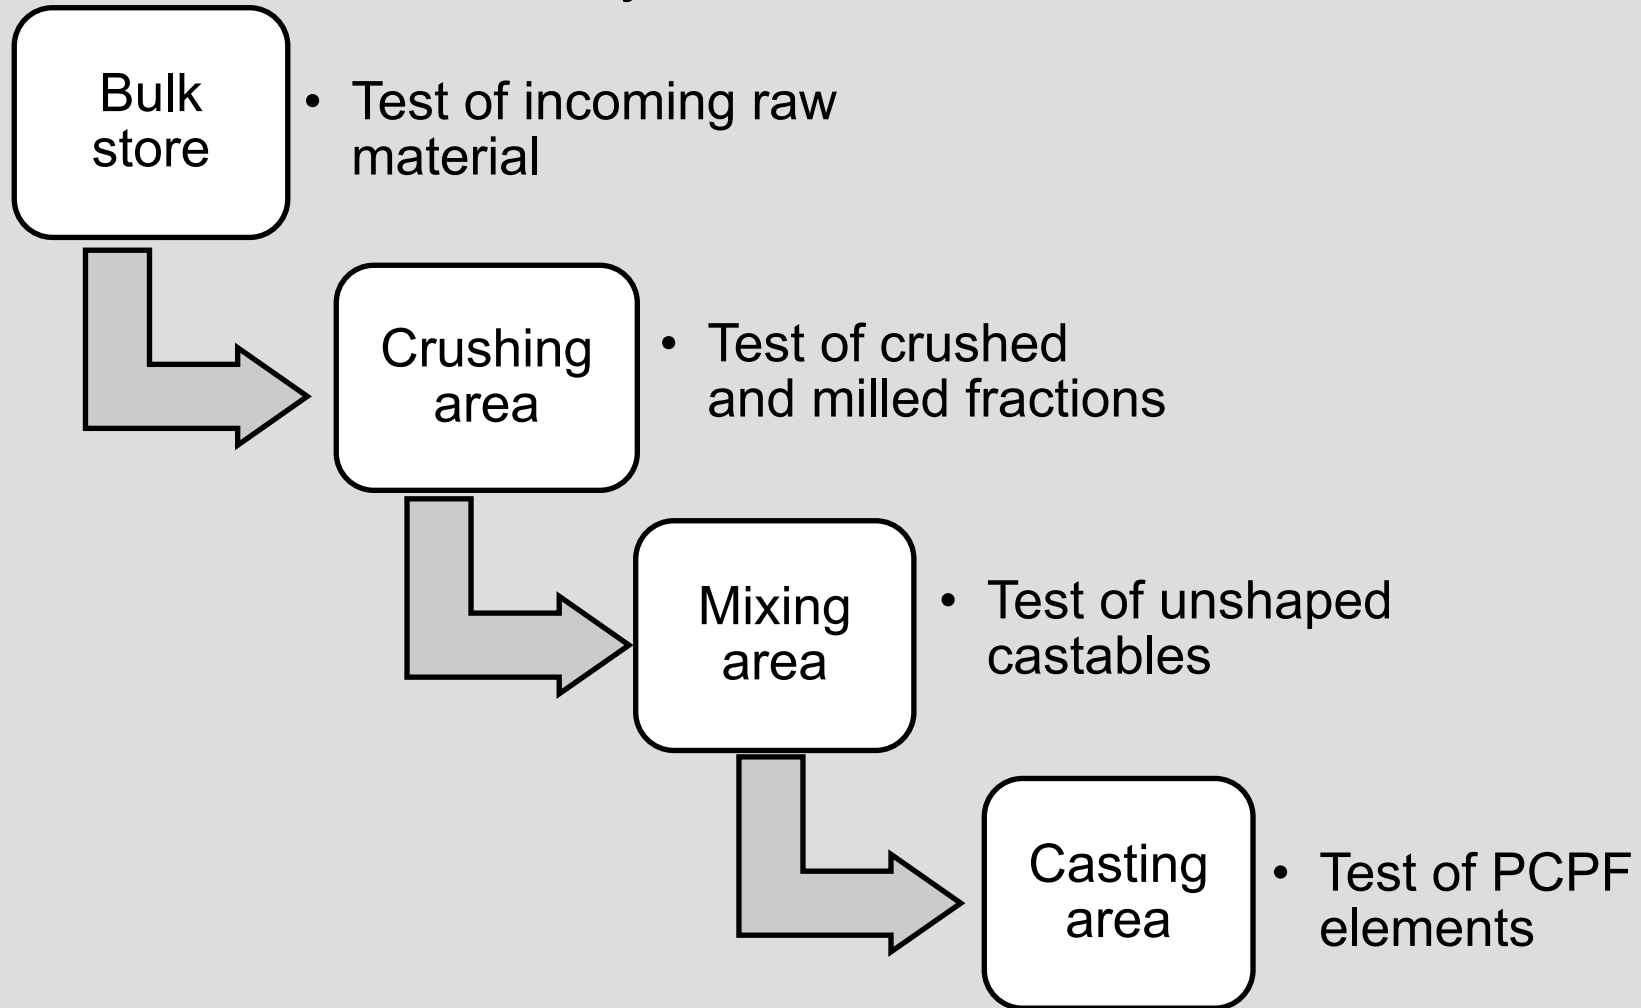 Bulk
store
• Test of incoming raw
material
Crushing
area
• Test of crushed
and milled fractions
Mixing
area
• Test of unshaped
castables
Casting
area
• Test of PCPF
elements